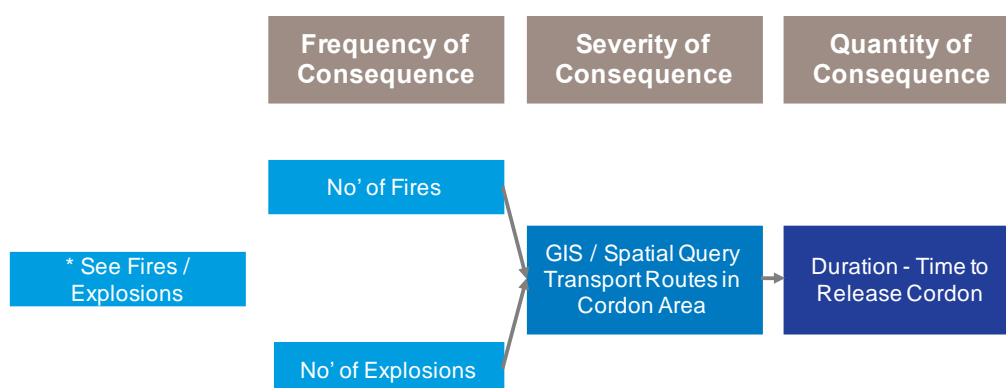 Frequency of
Consequence
Severity of
Consequence
Quantity of
Consequence
No' of Fires
* See Fires /
Explosions
GIS / Spatial Query
Transport Routes in
Cordon Area
Duration - Time to
Release Cordon
No' of Explosions